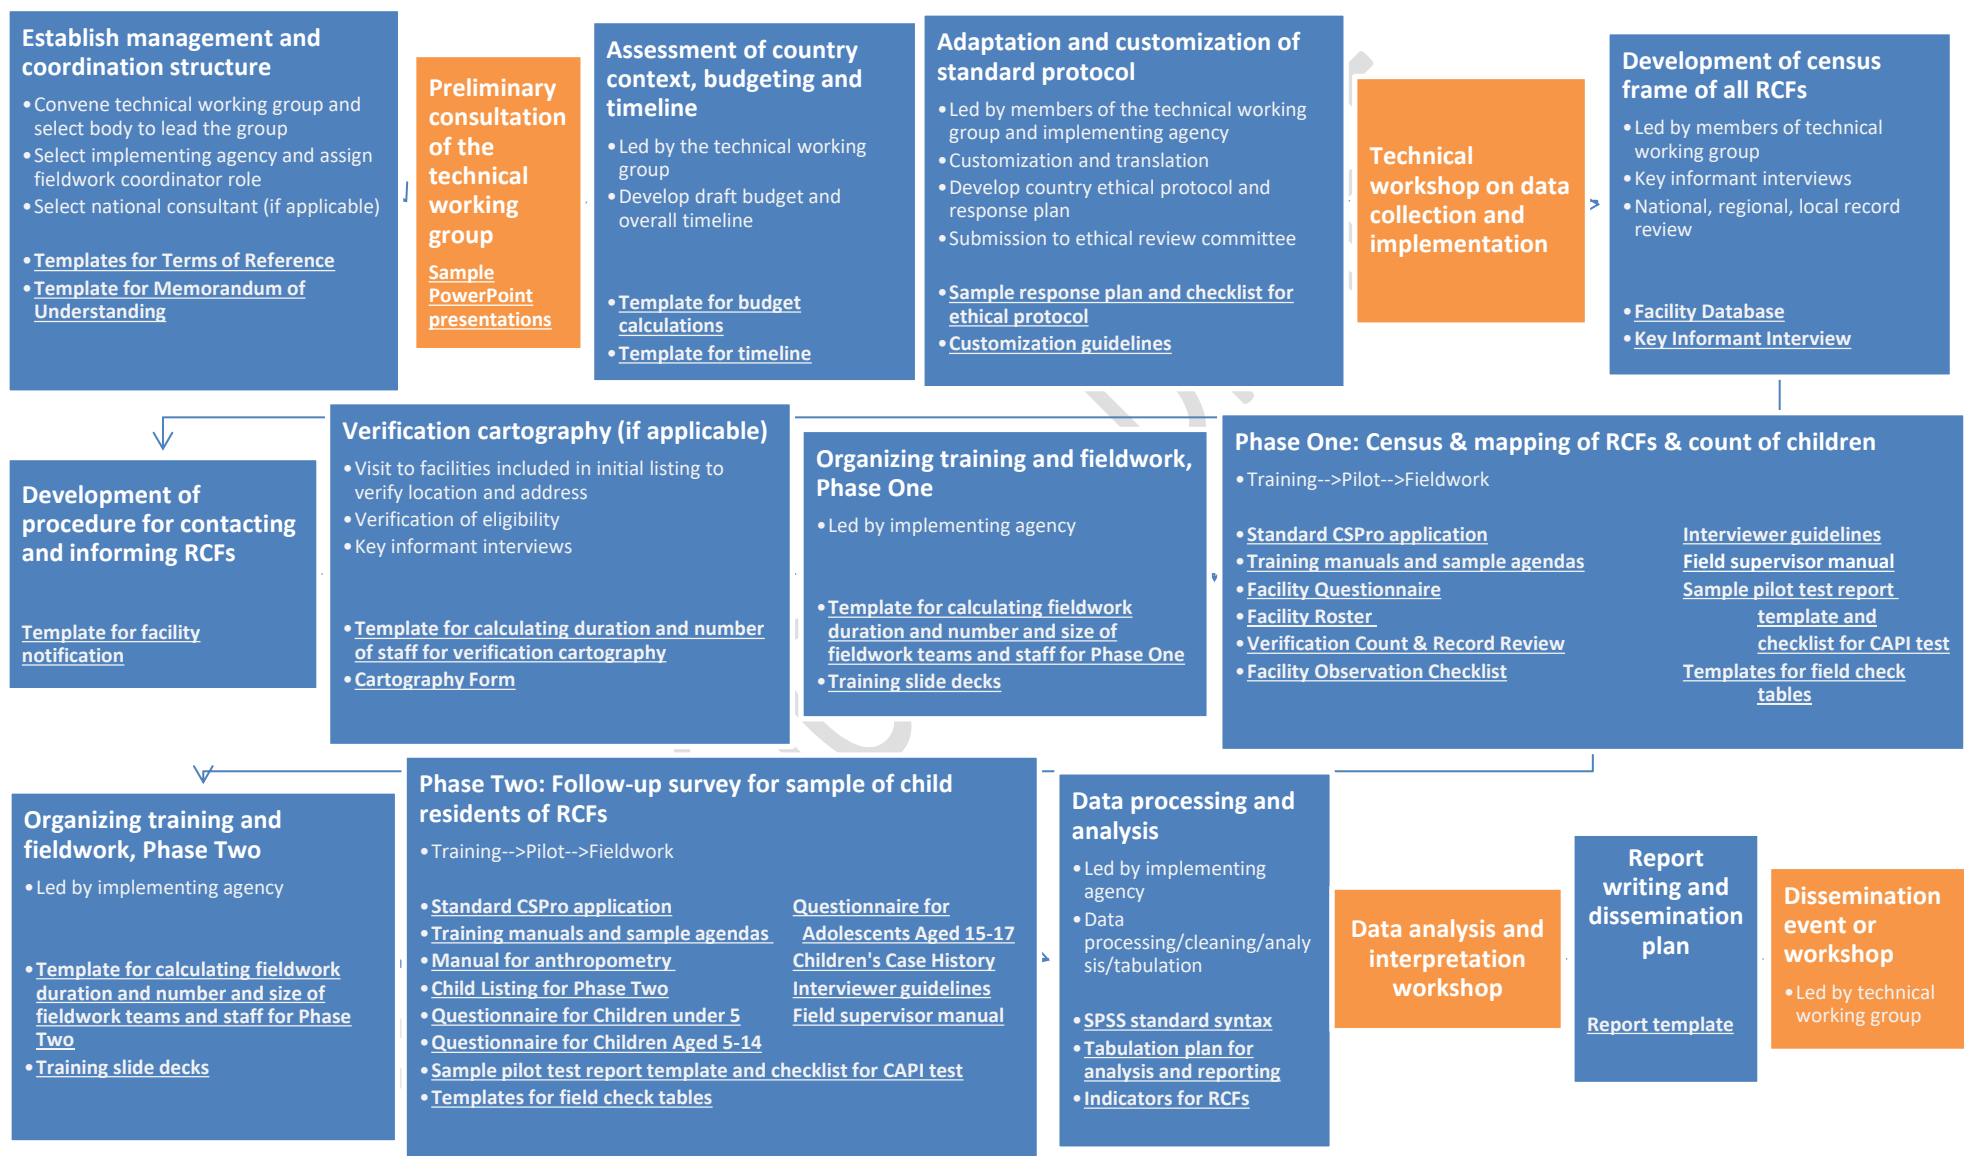 Establish management and
coordination structure
•Convene technical working group and
select body to lead the group
•Select implementing agency and assign
fieldwork coordinator role
•Select national consultant (if applicable)
•Templates for Terms of Reference
•Template for Memorandum of
Understanding
Preliminary
consultation
of the
technical
working
group
Sample
PowerPoint
presentations
Assessment of country
context, budgeting and
timeline
•Led by the technical working
group
•Develop draft budget and
overall timeline
•Template for budget
calculations
•Template for timeline
Adaptation and customization of
standard protocol
•Led by members of the technical working
group and implementing agency
•Customization and translation
•Develop country ethical protocol and
response plan
•Submission to ethical review committee
•Sample response plan and checklist for
ethical protocol
•Customization guidelines
Technical
workshop on data
collection and
implementation
Development of census
frame of all RCFs
•Led by members of technical
working group
•Key informant interviews
•National, regional, local record
review
•Facility Database
•Key Informant Interview
Development of
procedure for contacting
and informing RCFs
Template for facility
notification
Verification cartography (if applicable)
•Visit to facilities included in initial listing to
verify location and address
•Verification of eligibility
•Key informant interviews
•Template for calculating duration and number
of staff for verification cartography
•Cartography Form
Organizing training and fieldwork,
Phase One
•Led by implementing agency
•Template for calculating fieldwork
duration and number and size of
fieldwork teams and staff for Phase One
•Training slide decks
Phase One: Census & mapping of RCFs & count of children
•Training-->Pilot-->Fieldwork
•Standard CSPro application
•Training manuals and sample agendas
•Facility Questionnaire
•Facility Roster
•Verification Count & Record Review
•Facility Observation Checklist
Interviewer guidelines
Field supervisor manual
Sample pilot test report
template and
checklist for CAPI test
Templates for field check
tables
Organizing training and
fieldwork, Phase Two
•Led by implementing agency
•Template for calculating fieldwork
duration and number and size of
fieldwork teams and staff for Phase
Two
•Training slide decks
Phase Two: Follow-up survey for sample of child
residents of RCFs
•Training-->Pilot-->Fieldwork
•Standard CSPro application
•Training manuals and sample agendas
•Manual for anthropometry
•Child Listing for Phase Two
•Questionnaire for Children under 5
•Questionnaire for Children Aged 5-14
•Sample pilot test report template and checklist for CAPI test
•Templates for field check tables
Questionnaire for
Adolescents Aged 15-17
Children's Case History
Interviewer guidelines
Field supervisor manual
Data processing and
analysis
•Led by implementing
agency
•Data
processing/cleaning/analy
sis/tabulation
•SPSS standard syntax
•Tabulation plan for
analysis and reporting
•Indicators for RCFs
Data analysis and
interpretation
workshop
Report
writing and
dissemination
plan
Report template
Dissemination
event or
workshop
•Led by technical
working group